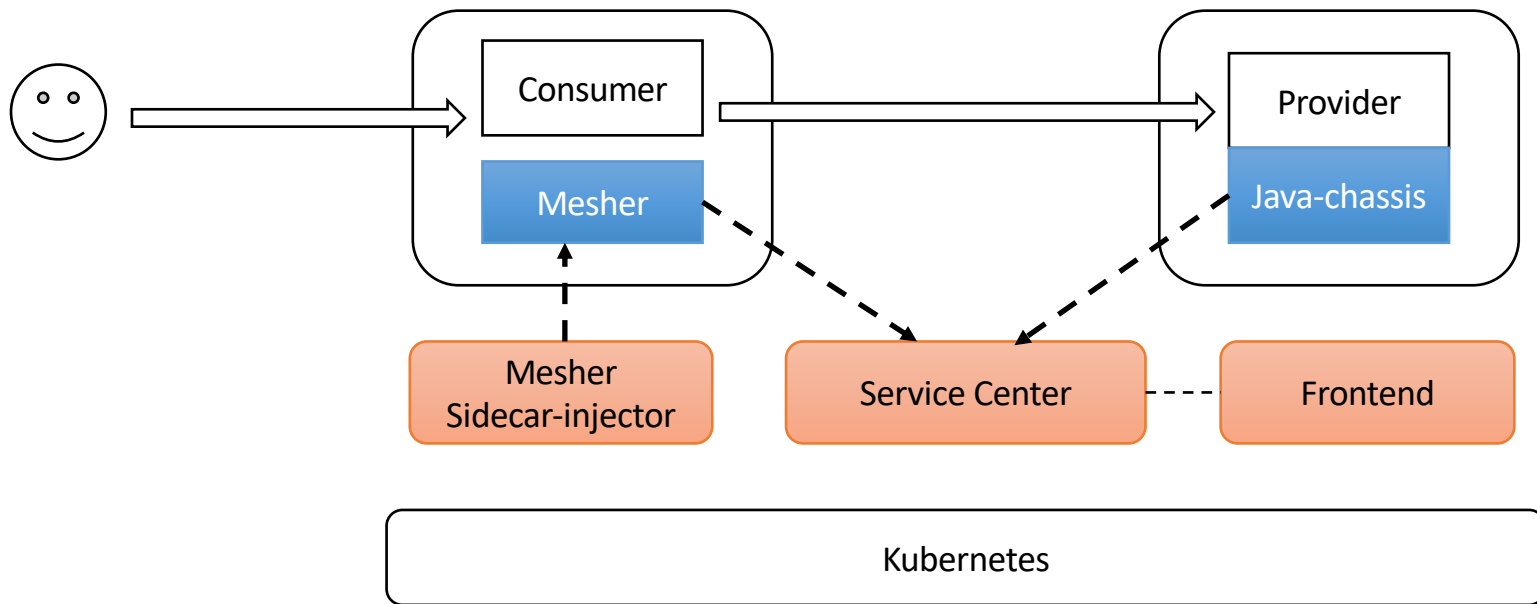 Consumer
Provider
Mesher
Java-chassis
Mesher
Sidecar-injector
Service Center
Frontend
Kubernetes